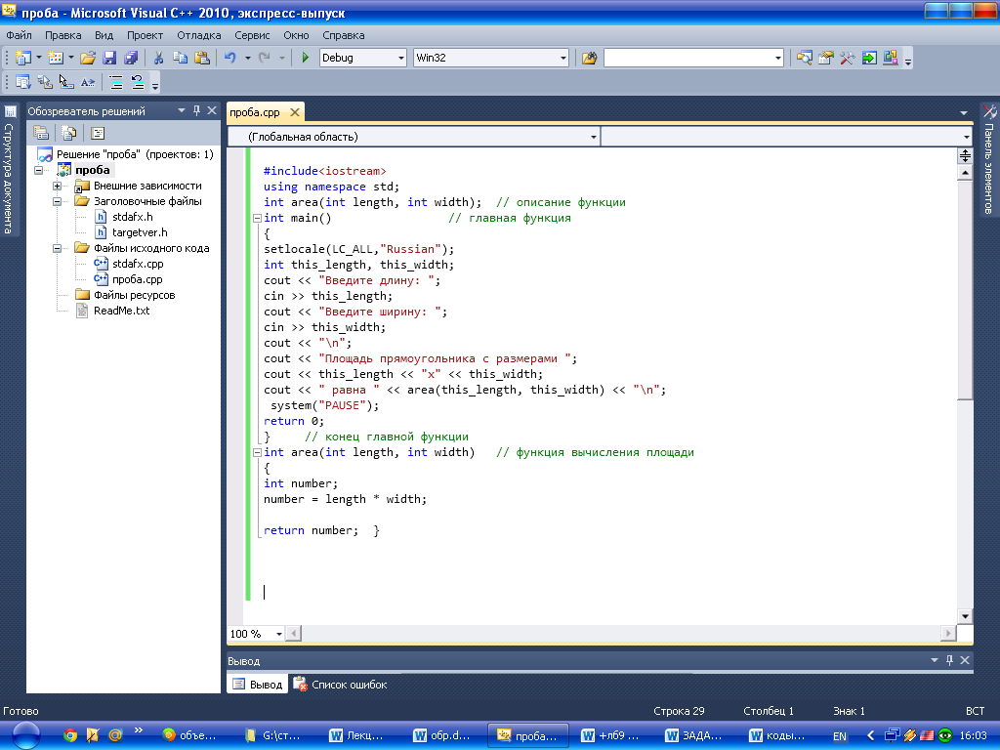 проба - Microsoft Visual C++ 2010, экспресс-выпуск
Файл Правка Вид Проект Отладка Сервис Окно Справка
Debug Win32
Структура документа
Обозреватель решений
Решение "проба" (проектов: 1)
проба
Внешние зависимости
Заголовочные файлы
stdafx.h
targetver.h
Файлы исходного кода
stdafx.cpp
проба.cpp
Файлы ресурсов
ReadMe.txt
проба.cpp
(Глобальная область)
#include<iostream>
using namespace std;
int area(int length, int width);  // описание функции
int main()                 // главная функция
{
setlocale(LC_ALL,"Russian");
int this_length, this_width;
cout << "Введите длину: ";
cin >> this_length;
cout << "Введите ширину: ";
cin >> this_width;
cout << "\n";
cout << "Площадь прямоугольника с размерами ";
cout << this_length << "x" << this_width;
cout << " равна " << area(this_length, this_width) << "\n";
 system("PAUSE");
return 0;
}     // конец главной функции
int area(int length, int width)   // функция вычисления площади
{
int number;
number = length * width;
return number;  }
100 %
Панель элементов
Вывод
Вывод Список ошибок
Готово Строка 29 Столбец 1 Знак 1 ВСТ
объе... G:\ст... Лекц... обр.d... проба... +лб9 ... ЗАДА... коды... EN 16:03